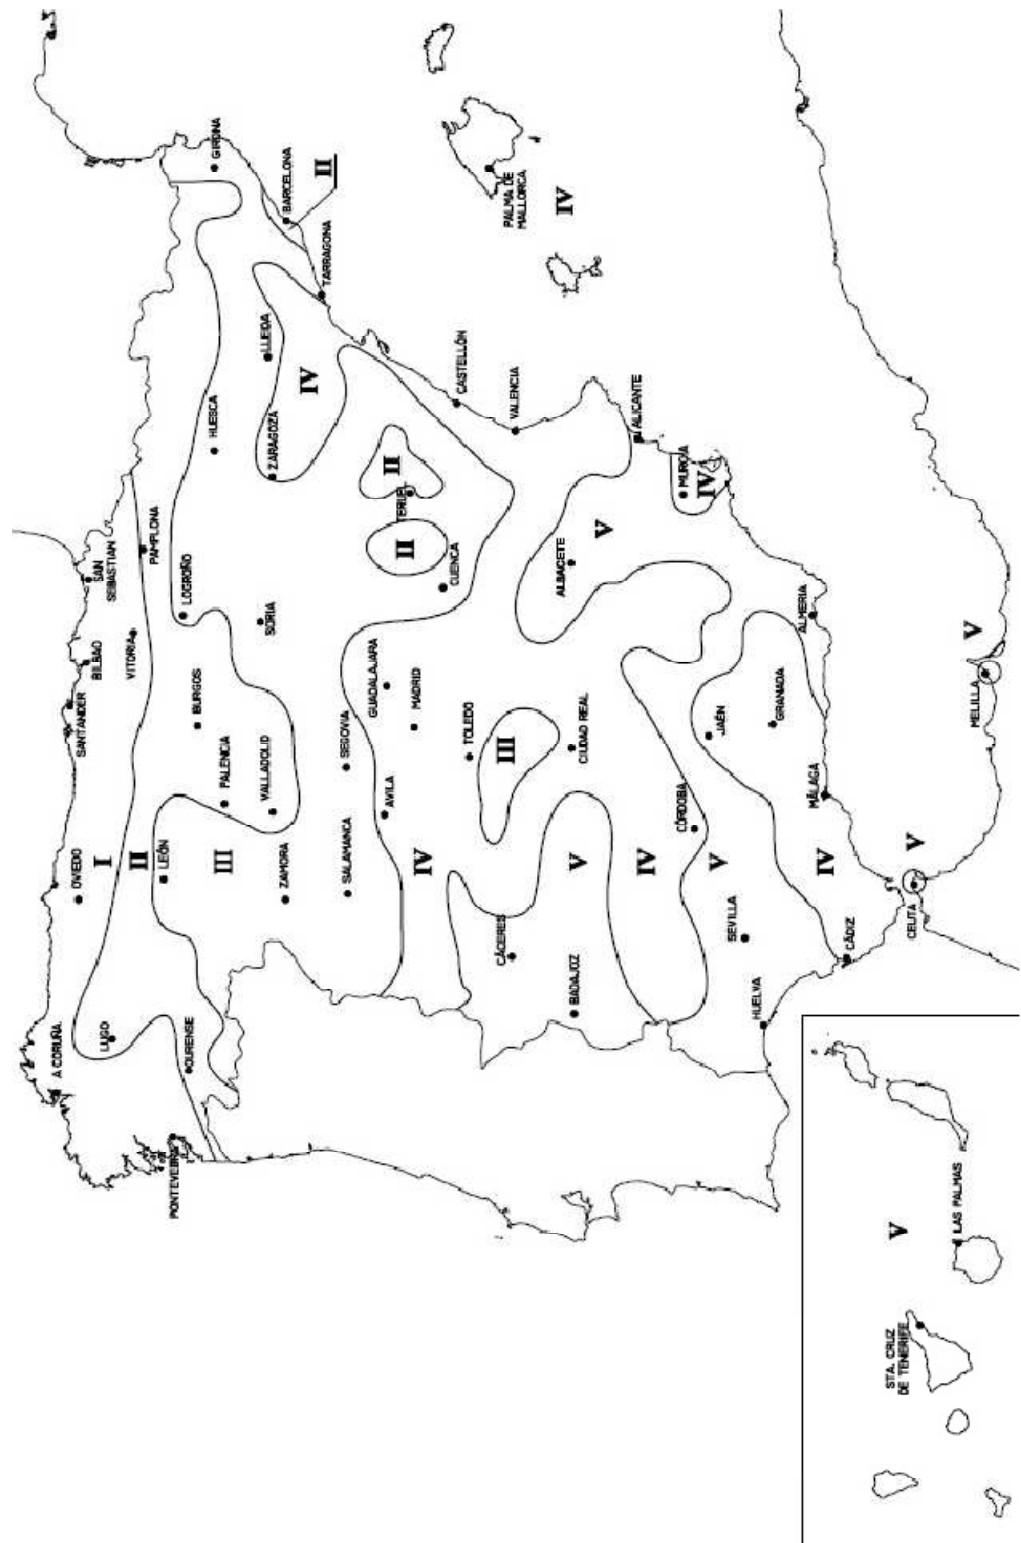 A CORUÑA
OVIEDO
SANTANDER
BILBAO
SAN
SEBASTIAN
I
LUGO
VITORIA
II
PAMPLONA
LEÓN
PONTEVEDRA
OURENSE
LOGROÑO
BURGOS
HUESCA
GIRONA
III
PALENCIA
VALLADOLID
LLEIDA
SORIA
ZARAGOZA
ZAMORA
BARCELONA
IV
II
TARRAGONA
SALAMANCA
SEGOVIA
GUADALAJARA
AVILA
II
TERUEL
II
MADRID
IV
CUENCA
CASTELLÓN
TOLEDO
CÁCERES
III
VALENCIA
PALMA DE
MALLORCA
ALBACETE
IV
BADAJOZ
V
CIUDAD REAL
V
ALICANTE
IV
CÓRDOBA
MURCIA
IV
V
JAÉN
SEVILLA
HUELVA
GRANADA
ALMERIA
MÁLAGA
IV
CÁDIZ
STA. CRUZ
DE TENERIFE
V
CEUTA
V
LAS PALMAS
V
MELILLA